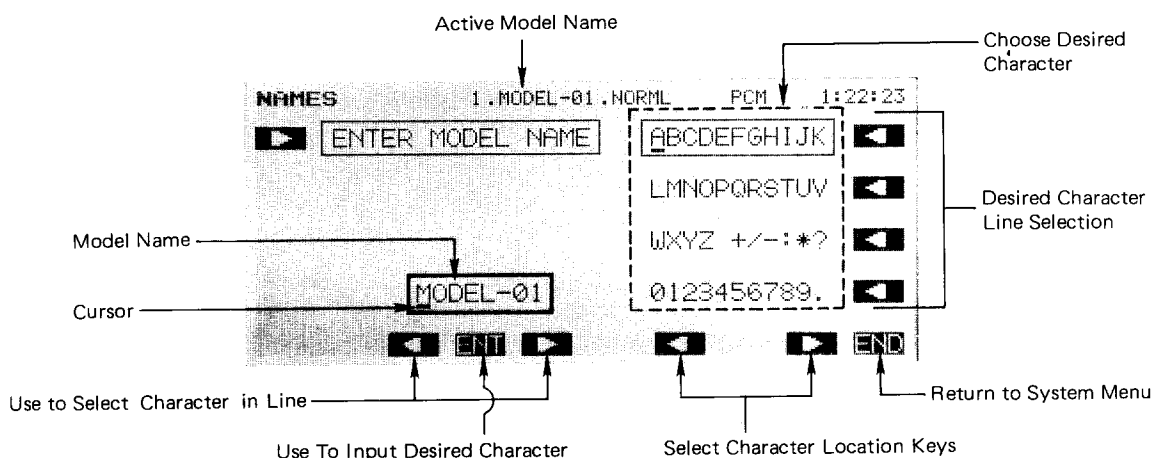 Active Model Name
Choose Desired
Character
NAMES 1.MODEL-01.NORML PCM 1:22:23
ENTER MODEL NAME
ABCDEFGHIJK
LMNOPQRSTUV
Desired Character
Line Selection
Model Name
WXYZ +/-:*?
MODEL-01
0123456789.
Cursor
ENT
END
Use to Select Character in Line
Return to System Menu
Use To Input Desired Character
Select Character Location Keys